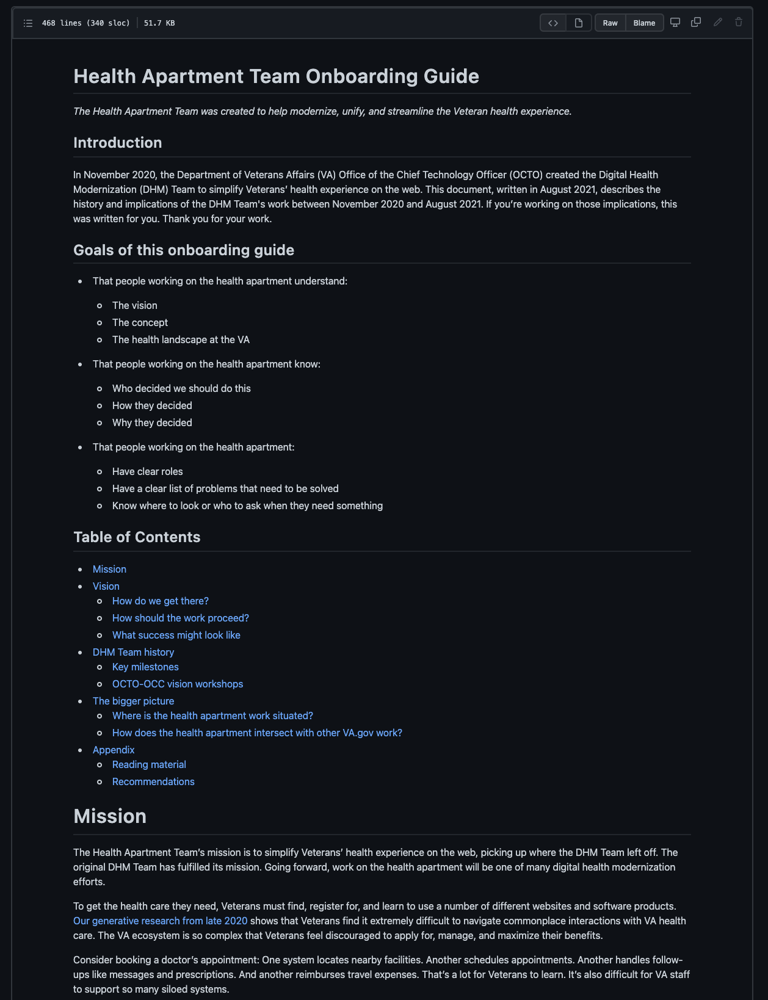 468 lines (340 sloc) 51.7 KB
Raw Blame
Health Apartment Team Onboarding Guide
The Health Apartment Team was created to help modernize, unify, and streamline the Veteran health experience.
Introduction
In November 2020, the Department of Veterans Affairs (VA) Office of the Chief Technology Officer (OCTO) created the Digital Health
Modernization (DHM) Team to simplify Veterans’ health experience on the web. This document, written in August 2021, describes the
history and implications of the DHM Team's work between November 2020 and August 2021. If you’re working on those implications, this
was written for you. Thank you for your work.
Goals of this onboarding guide
That people working on the health apartment understand:
The vision
The concept
The health landscape at the VA
That people working on the health apartment know:
Who decided we should do this
How they decided
Why they decided
That people working on the health apartment:
Have clear roles
Have a clear list of problems that need to be solved
Know where to look or who to ask when they need something
Table of Contents
Mission
Vision
How do we get there?
How should the work proceed?
What success might look like
DHM Team history
Key milestones
OCTO-OCC vision workshops
The bigger picture
Where is the health apartment work situated?
How does the health apartment intersect with other VA.gov work?
Appendix
Reading material
Recommendations
Mission
The Health Apartment Team’s mission is to simplify Veterans’ health experience on the web, picking up where the DHM Team left off. The
original DHM Team has fulfilled its mission. Going forward, work on the health apartment will be one of many digital health modernization
efforts.
To get the health care they need, Veterans must find, register for, and learn to use a number of different websites and software products.
Our generative research from late 2020 shows that Veterans find it extremely difficult to navigate commonplace interactions with VA health
care. The VA ecosystem is so complex that Veterans feel discouraged to apply for, manage, and maximize their benefits.
Consider booking a doctor’s appointment: One system locates nearby facilities. Another schedules appointments. Another handles follow-
ups like messages and prescriptions. And another reimburses travel expenses. That’s a lot for Veterans to learn. It’s also difficult for VA staff
to support so many siloed systems.